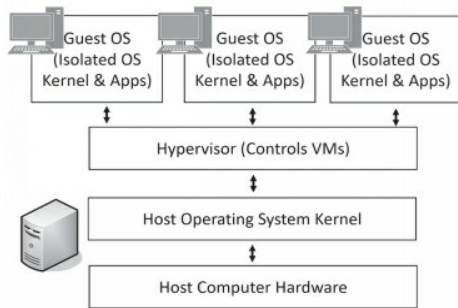 Guest OS
(Isolated OS
Kernel & Apps)
Guest OS
(Isolated OS
Kernel & Apps)
Guest OS
(Isolated OS
Kernel & Apps)
Hypervisor (Controls VMs)
Host Operating System Kernel
Host Computer Hardware